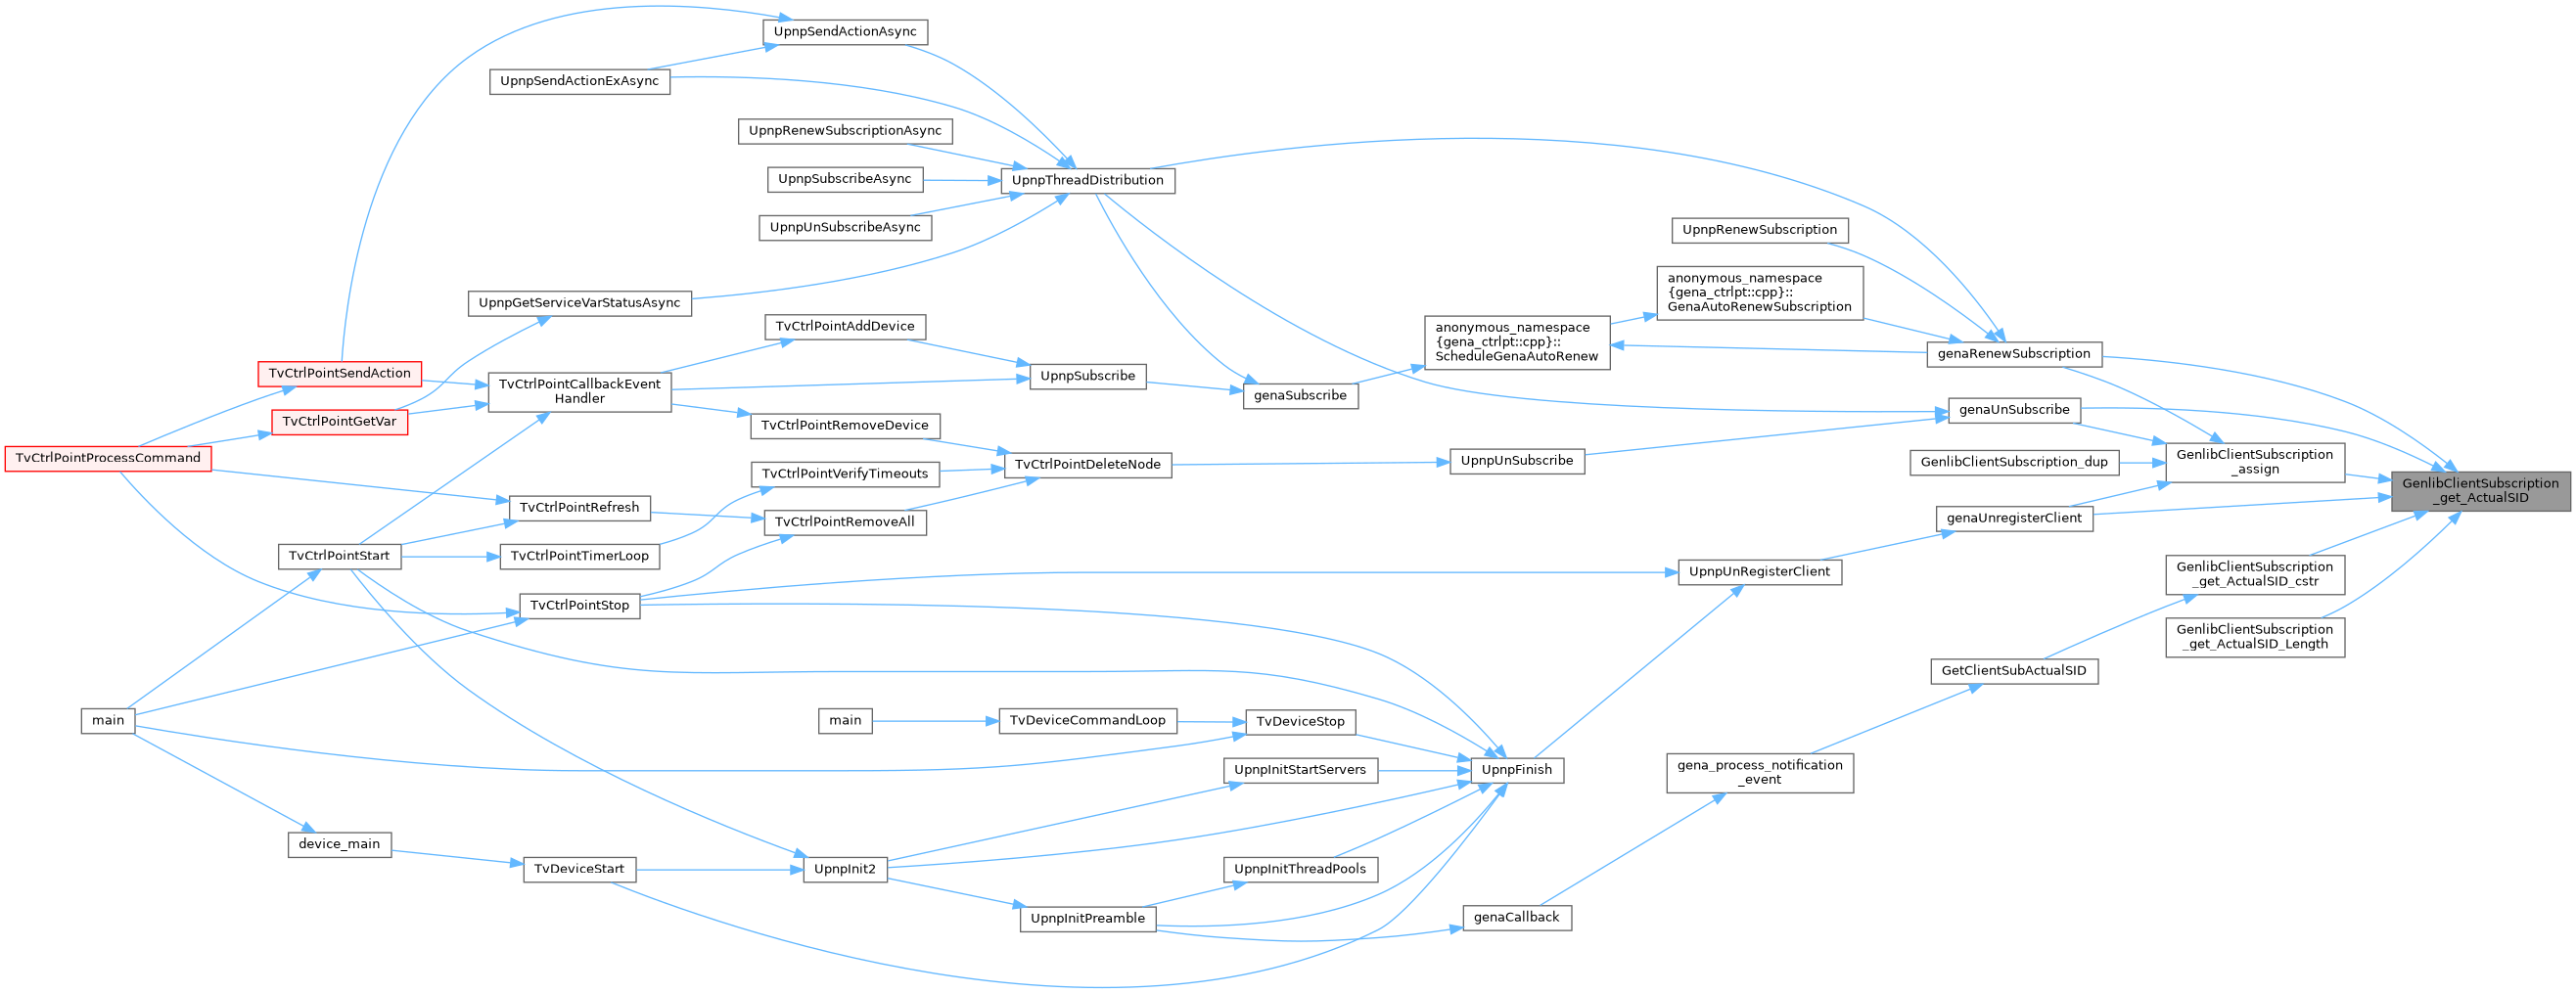 UpnpSendActionAsync
UpnpSendActionExAsync
UpnpRenewSubscriptionAsync
UpnpSubscribeAsync
UpnpThreadDistribution
UpnpUnSubscribeAsync
UpnpRenewSubscription
anonymous_namespace
{gena_ctrlpt::cpp}::
GenaAutoRenewSubscription
UpnpGetServiceVarStatusAsync
TvCtrlPointAddDevice
anonymous_namespace
{gena_ctrlpt::cpp}::
ScheduleGenaAutoRenew
genaRenewSubscription
TvCtrlPointSendAction
TvCtrlPointCallbackEvent
Handler
UpnpSubscribe
genaSubscribe
genaUnSubscribe
TvCtrlPointGetVar
TvCtrlPointRemoveDevice
TvCtrlPointProcessCommand
TvCtrlPointVerifyTimeouts
TvCtrlPointDeleteNode
UpnpUnSubscribe
GenlibClientSubscription_dup
GenlibClientSubscription
_assign
GenlibClientSubscription
_get_ActualSID
TvCtrlPointRefresh
TvCtrlPointRemoveAll
genaUnregisterClient
TvCtrlPointStart
TvCtrlPointTimerLoop
UpnpUnRegisterClient
GenlibClientSubscription
_get_ActualSID_cstr
TvCtrlPointStop
GenlibClientSubscription
_get_ActualSID_Length
GetClientSubActualSID
main
main
TvDeviceCommandLoop
TvDeviceStop
UpnpInitStartServers
UpnpFinish
gena_process_notification
_event
device_main
TvDeviceStart
UpnpInit2
UpnpInitThreadPools
UpnpInitPreamble
genaCallback